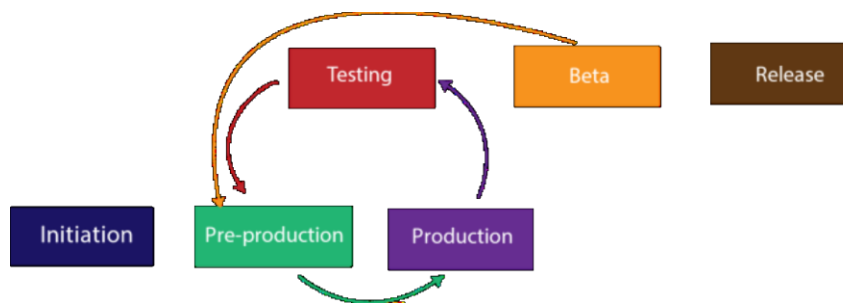 Testing
Beta
Release
Initiation
Pre-production
Production